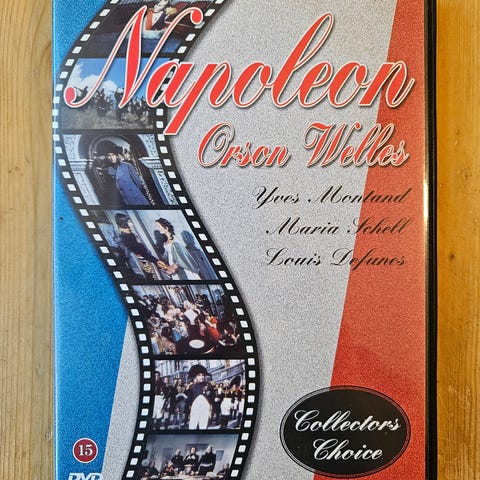 Napoleon
Orson Welles
Yves Montand
Maria Schell
Louis Defunes
Collectors
Choice
15
DVD